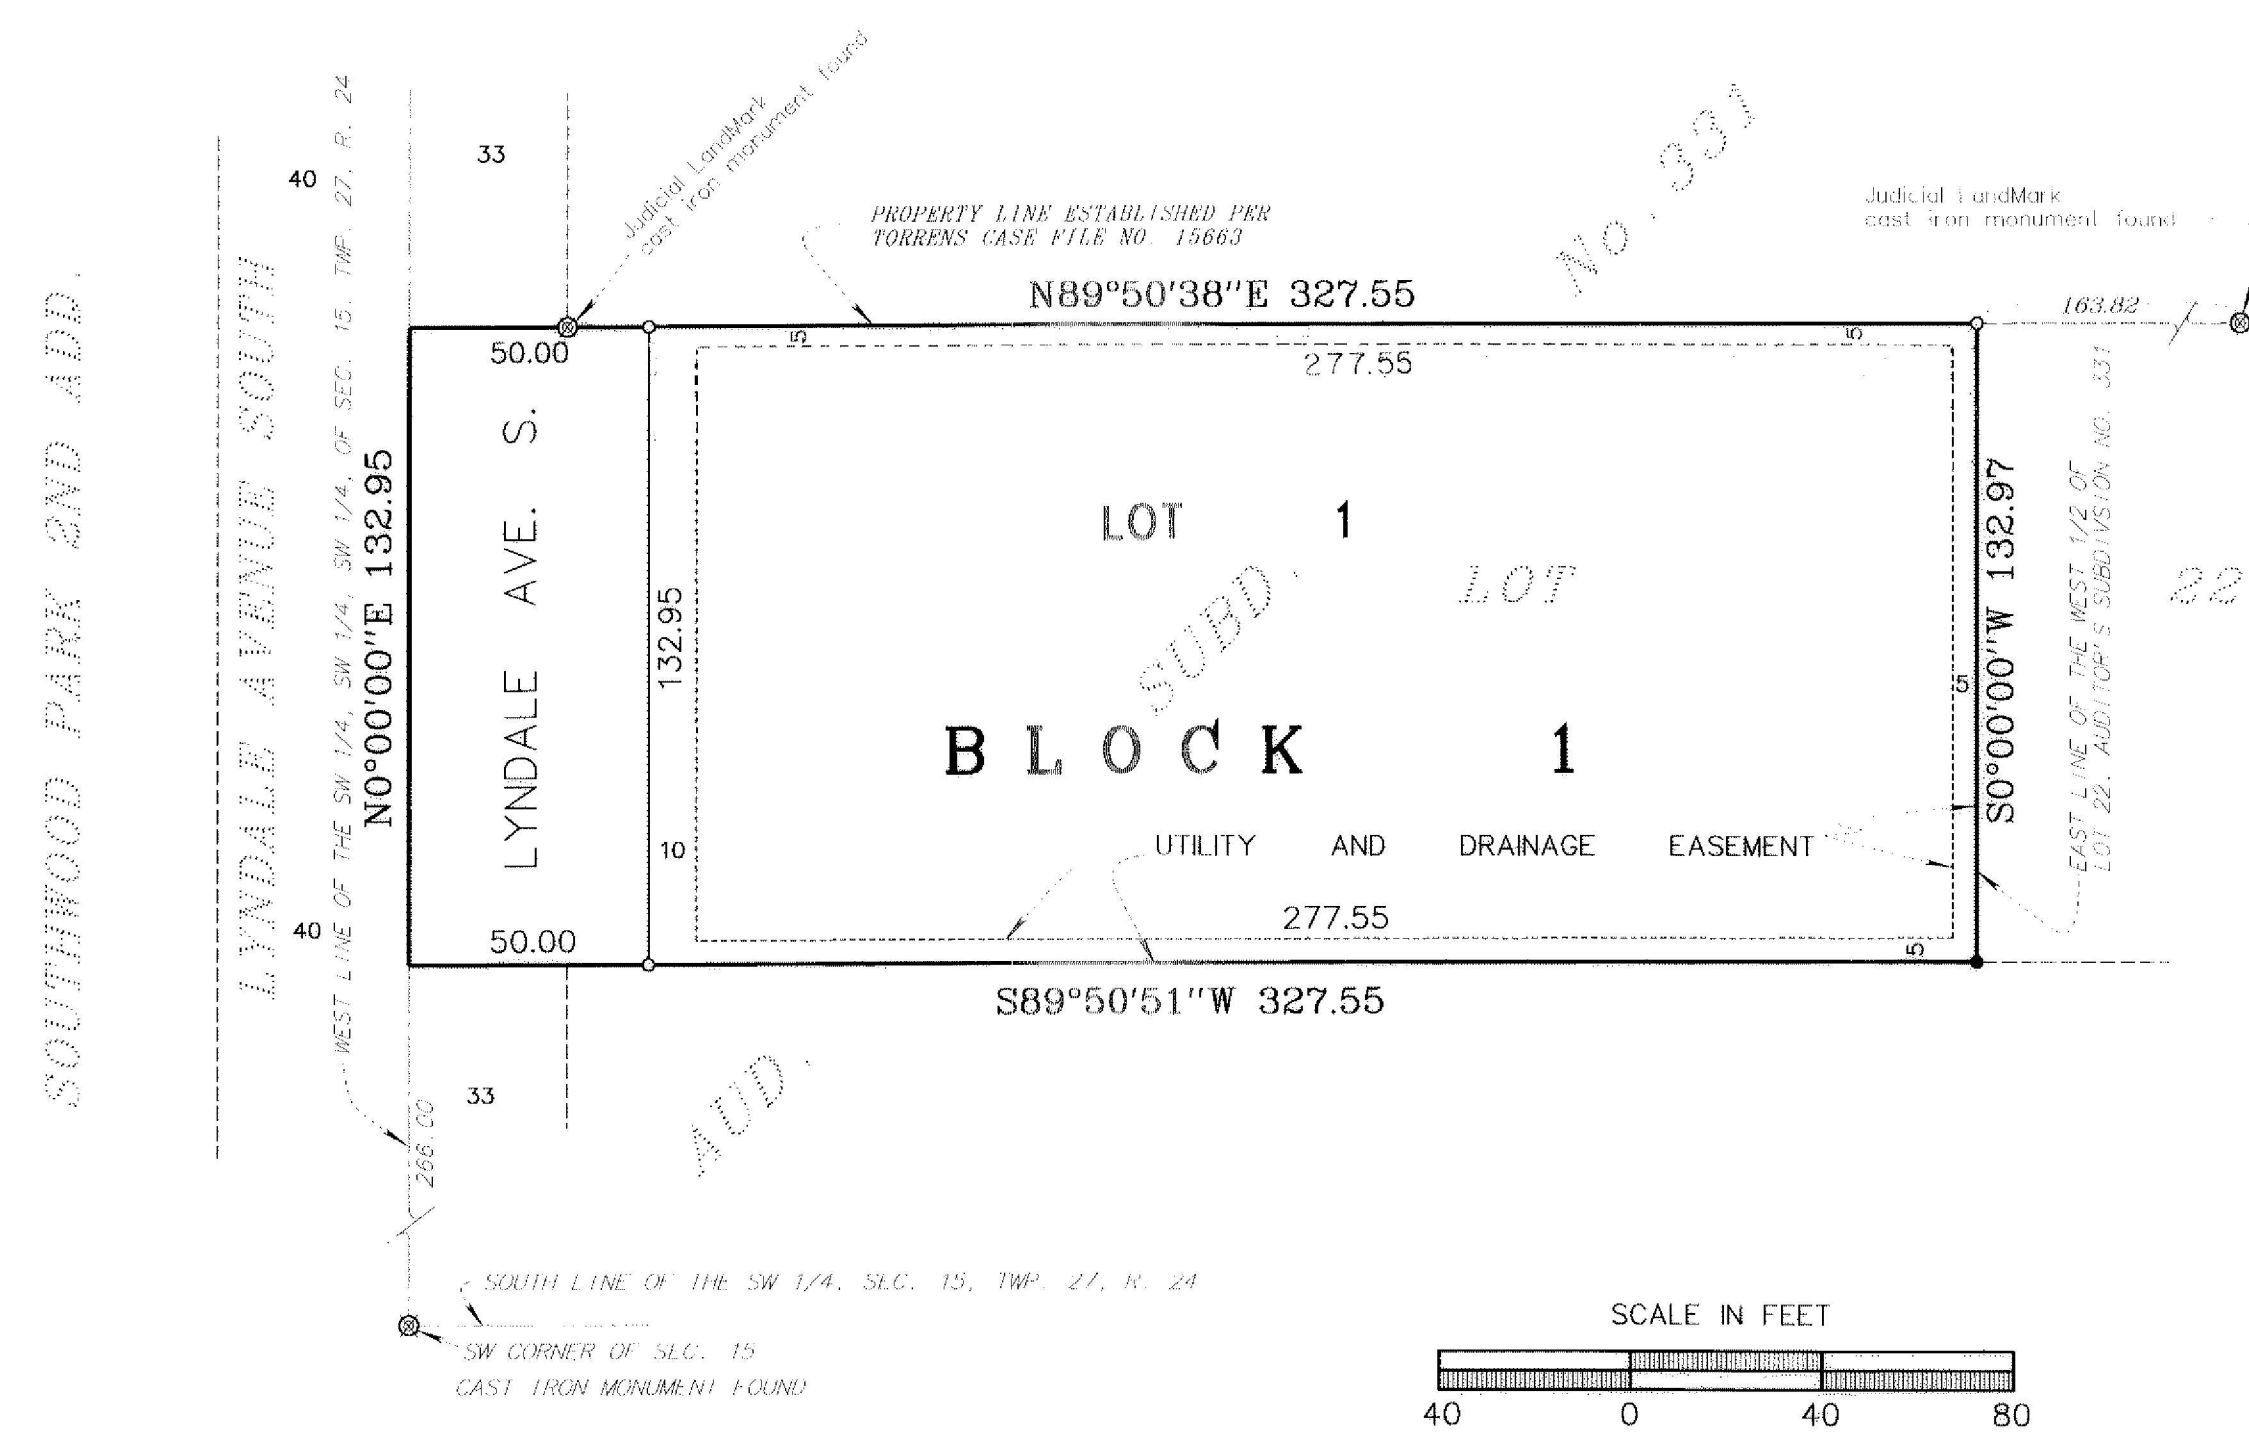 Judicial LandMark
cast iron monument found
33
40
No. 331
PROPERTY LINE ESTABLISHED PER
TORRENS CASE FILE NO. 15663
Judicial LandMark
cast iron monument found
N89°50'38"E 327.55
163.82
50.00
5
5
277.55
SOUTHWOOD PARK 2ND ADD.
LYNDALE AVENUE SOUTH
WEST LINE OF THE SW 1/4, SW 1/4, SW 1/4, OF SEC. 15. TWP. 27. R. 24
N0°00'00"E 132.95
LYNDALE AVE. S.
132.95
LOT 1
SUBD.
LOT
22
BLOCK 1
5
S0°00'00"W 132.97
EAST LINE OF THE WEST 1/2 OF
LOT 22. AUDITOR'S SUBDIVSION NO. 331
10
UTILITY AND DRAINAGE EASEMENT
40
50.00
277.55
5
S89°50'51"W 327.55
33
AUD.
266.00
SOUTH LINE OF THE SW 1/4. SEC. 15, TWP. 27, R. 24
SW CORNER OF SEC. 15
CAST IRON MONUMENT FOUND
SCALE IN FEET
40 0 40 80